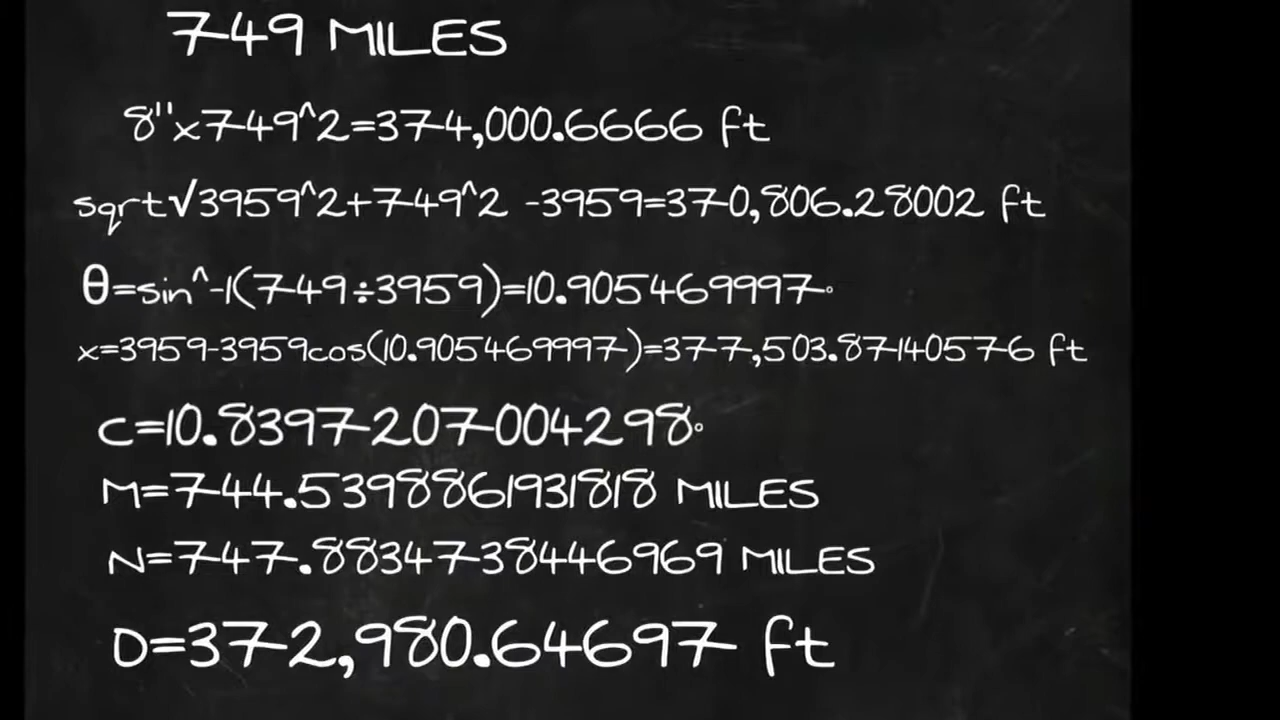 749 MILES
8"x749^2=374,000.6666 ft
sqrt√3959^2+749^2 -3959=370,806.28002 ft
θ=sin^-1(749÷3959)=10.905469997°
x=3959-3959cos(10.905469997)=377,503.87140576 ft
C=10.8397207004298°
M=744.5398861931818 MILES
N=747.8834738446969 MILES
D=372,980.64697 ft